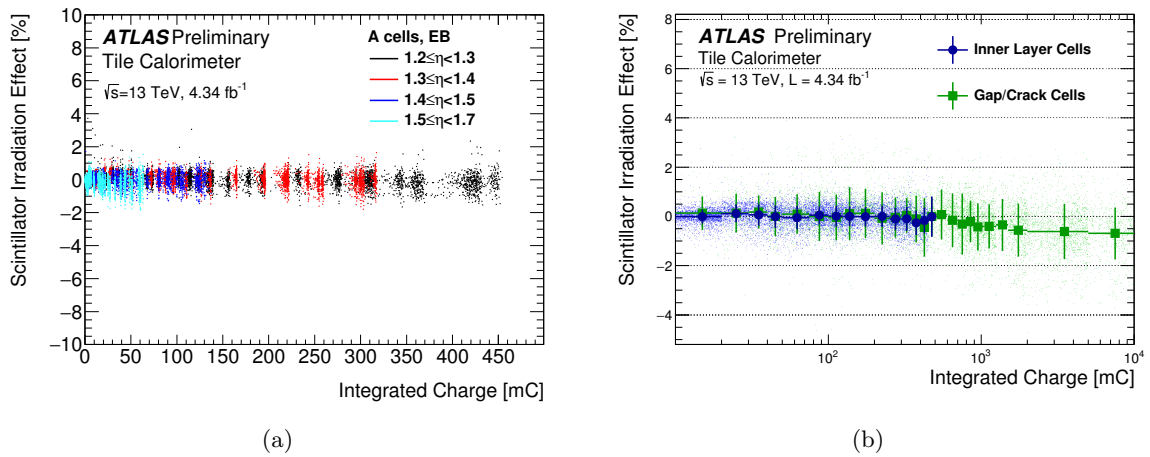 Scintillator Irradiation Effect [%]
10
8
6
4
2
0
−2
−4
−6
−8
−10
ATLAS Preliminary
Tile Calorimeter
√s=13 TeV, 4.34 fb⁻¹
A cells, EB
1.2≤η<1.3
1.3≤η<1.4
1.4≤η<1.5
1.5≤η<1.7
0 50 100 150 200 250 300 350 400 450
Integrated Charge [mC]
(a)
Scintillator Irradiation Effect [%]
8
6
4
2
0
−2
−4
ATLAS Preliminary
Tile Calorimeter
√s = 13 TeV, L = 4.34 fb⁻¹
Inner Layer Cells
Gap/Crack Cells
10² 10³ 10⁴
Integrated Charge [mC]
(b)